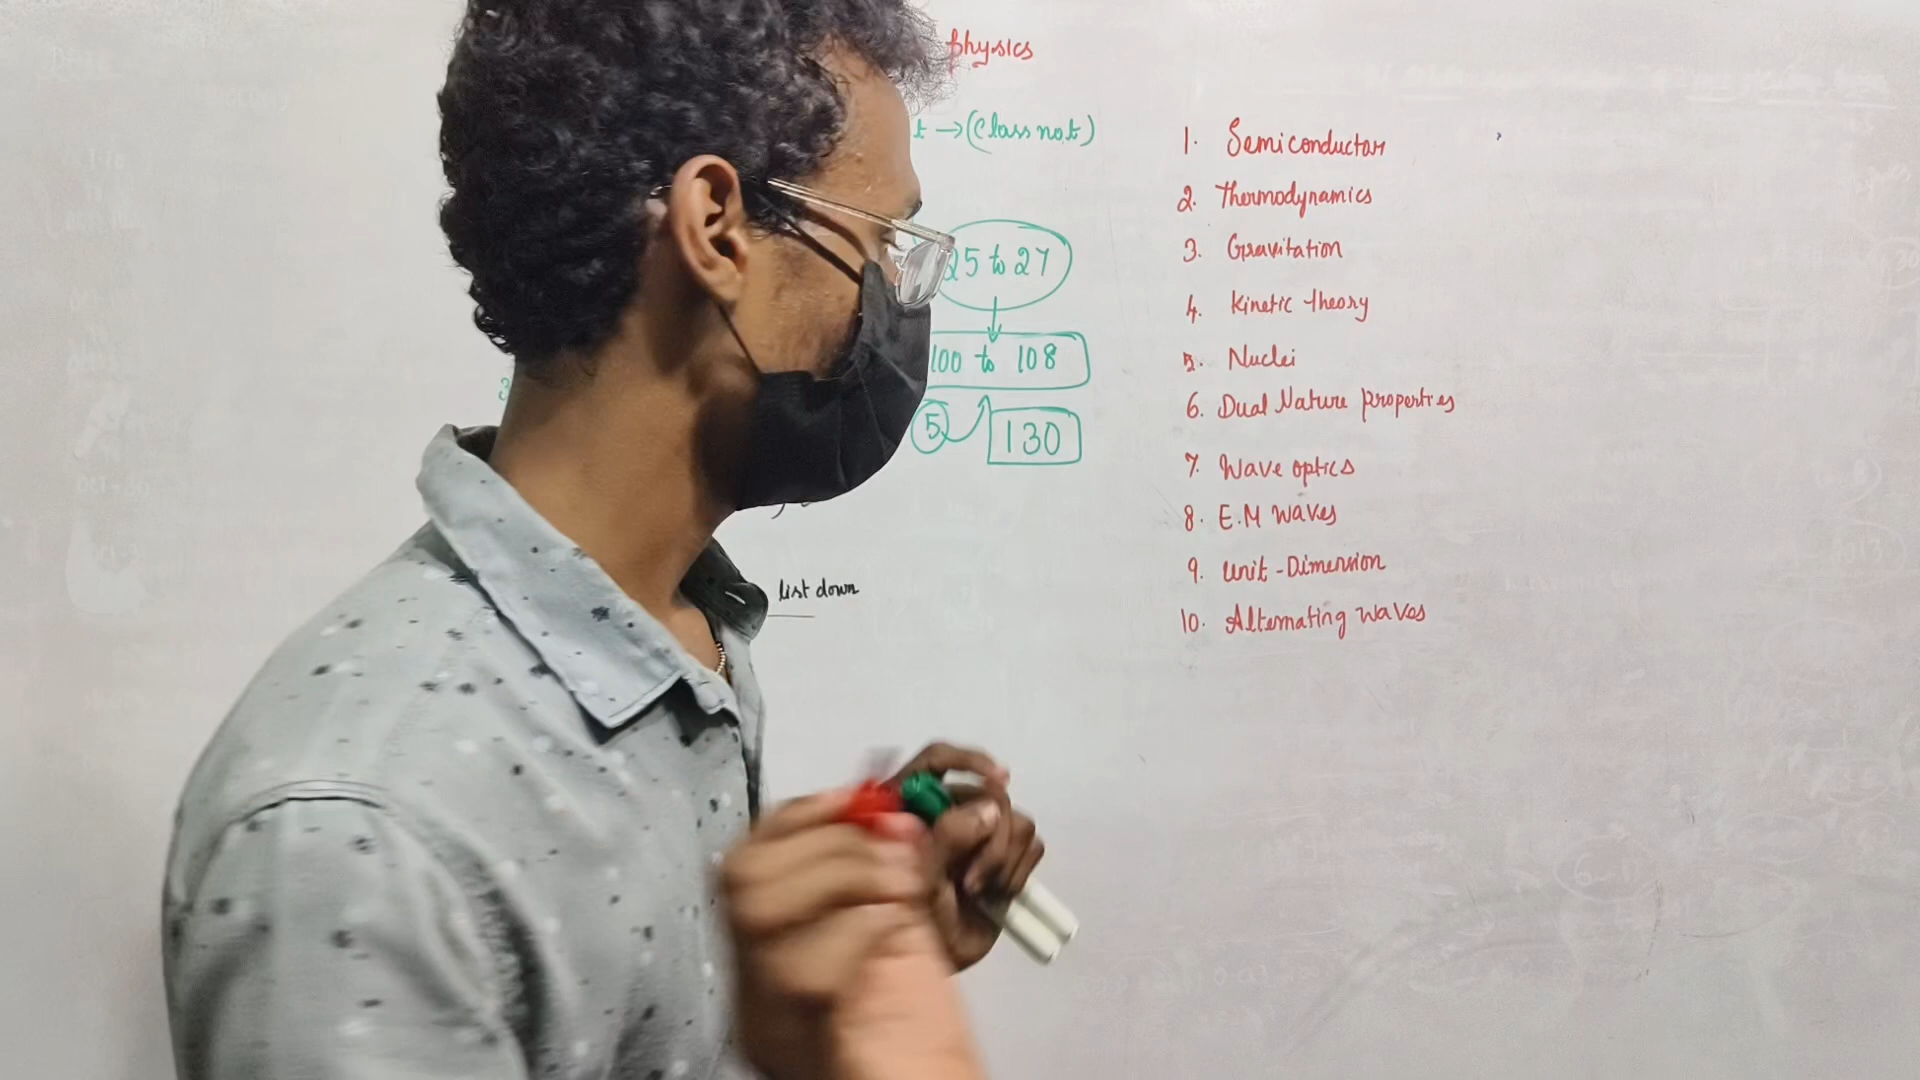 physics
t → (Class not)
25 to 27
100 to 108
5
130
list down
1. Semiconductor
2. Thermodynamics
3. Gravitation
4. Kinetic theory
5. Nuclei
6. Dual Nature properties
7. Wave optics
8. E.M waves
9. Unit - Dimension
10. Alternating waves